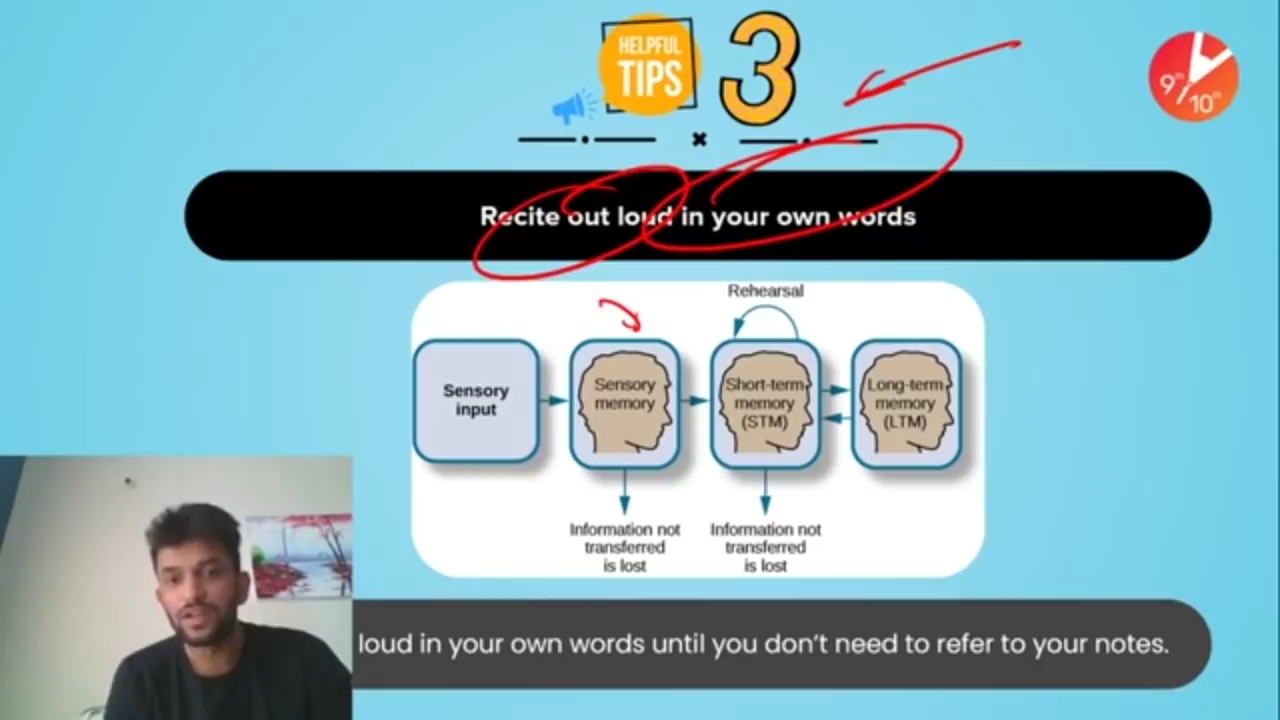 HELPFUL
TIPS
3
9th
10th
Recite out loud in your own words
Rehearsal
Sensory
input
Sensory
memory
Short-term
memory
(STM)
Long-term
memory
(LTM)
Information not
transferred
is lost
Information not
transferred
is lost
loud in your own words until you don't need to refer to your notes.